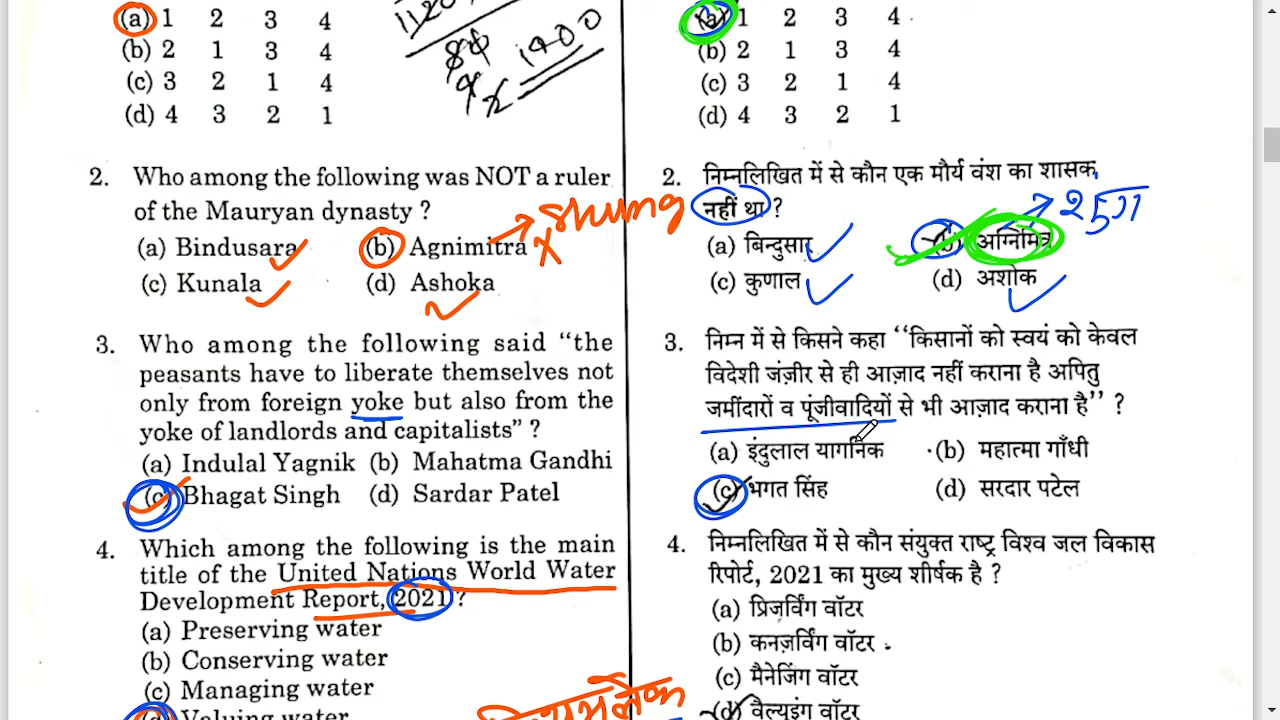 (a) 1 2 3 4
(b) 2 1 3 4
(c) 3 2 1 4
(d) 4 3 2 1
2. Who among the following was NOT a ruler
of the Mauryan dynasty ?
(a) Bindusara (b) Agnimitra
Shung
(c) Kunala (d) Ashoka
3. Who among the following said “the
peasants have to liberate themselves not
only from foreign yoke but also from the
yoke of landlords and capitalists” ?
(a) Indulal Yagnik (b) Mahatma Gandhi
(c) Bhagat Singh (d) Sardar Patel
4. Which among the following is the main
title of the United Nations World Water
Development Report, 2021 ?
(a) Preserving water
(b) Conserving water
(c) Managing water
(d) Valuing water
1900
(a) 1 2 3 4
(b) 2 1 3 4
(c) 3 2 1 4
(d) 4 3 2 1
2. निम्नलिखित में से कौन एक मौर्य वंश का शासक
नहीं था ?
(a) बिन्दुसार (b) अग्निमित्र
(c) कुणाल (d) अशोक
3. निम्न में से किसने कहा ‘‘किसानों को स्वयं को केवल
विदेशी जंज़ीर से ही आज़ाद नहीं कराना है अपितु
जमींदारों व पूंजीवादियों से भी आज़ाद कराना है’’ ?
(a) इंदुलाल यागनिक (b) महात्मा गाँधी
(c) भगत सिंह (d) सरदार पटेल
4. निम्नलिखित में से कौन संयुक्त राष्ट्र विश्व जल विकास
रिपोर्ट, 2021 का मुख्य शीर्षक है ?
(a) प्रिज़र्विंग वॉटर
(b) कनज़र्विंग वॉटर
(c) मैनेजिंग वॉटर
(d) वैल्यूइंग वॉटर